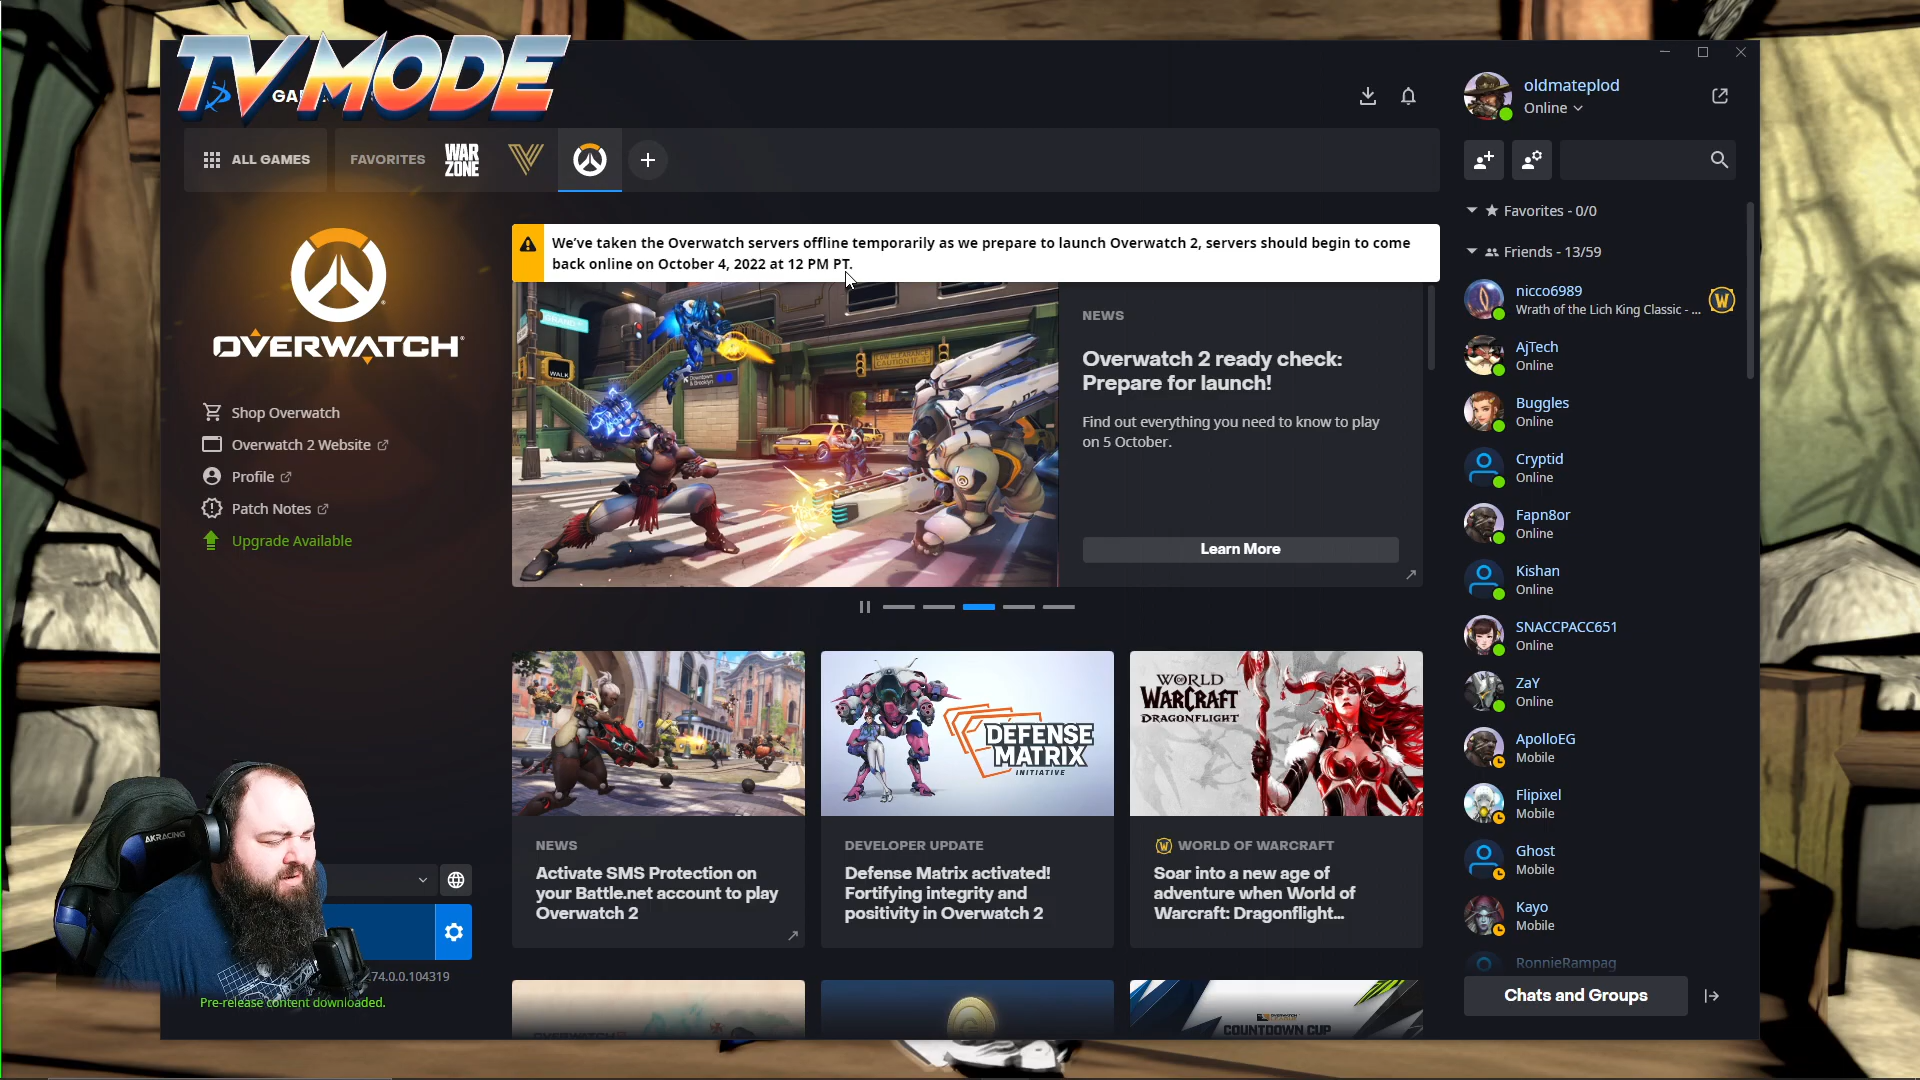 TV MODE
GA
ALL GAMES
FAVORITES
WAR
ZONE
OVERWATCH
Shop Overwatch
Overwatch 2 Website
Profile
Patch Notes
Upgrade Available
We've taken the Overwatch servers offline temporarily as we prepare to launch Overwatch 2, servers should begin to come
back online on October 4, 2022 at 12 PM PT.
WALK
NEWS
Overwatch 2 ready check:
Prepare for launch!
Find out everything you need to know to play
on 5 October.
Learn More
DEFENSE
MATRIX
INITIATIVE
WORLD
OF
WARCRAFT
DRAGONFLIGHT
NEWS
Activate SMS Protection on
your Battle.net account to play
Overwatch 2
DEVELOPER UPDATE
Defense Matrix activated!
Fortifying integrity and
positivity in Overwatch 2
WORLD OF WARCRAFT
Soar into a new age of
adventure when World of
Warcraft: Dragonflight...
COUNTDOWN CUP
AKRACING
.74.0.0.104319
Pre-release content downloaded.
oldmateplod
Online
Favorites - 0/0
Friends - 13/59
nicco6989
Wrath of the Lich King Classic - ...
AjTech
Online
Buggles
Online
Cryptid
Online
Fapn8or
Online
Kishan
Online
SNACCPACC651
Online
ZaY
Online
ApolloEG
Mobile
Flipixel
Mobile
Ghost
Mobile
Kayo
Mobile
RonnieRampag
Chats and Groups